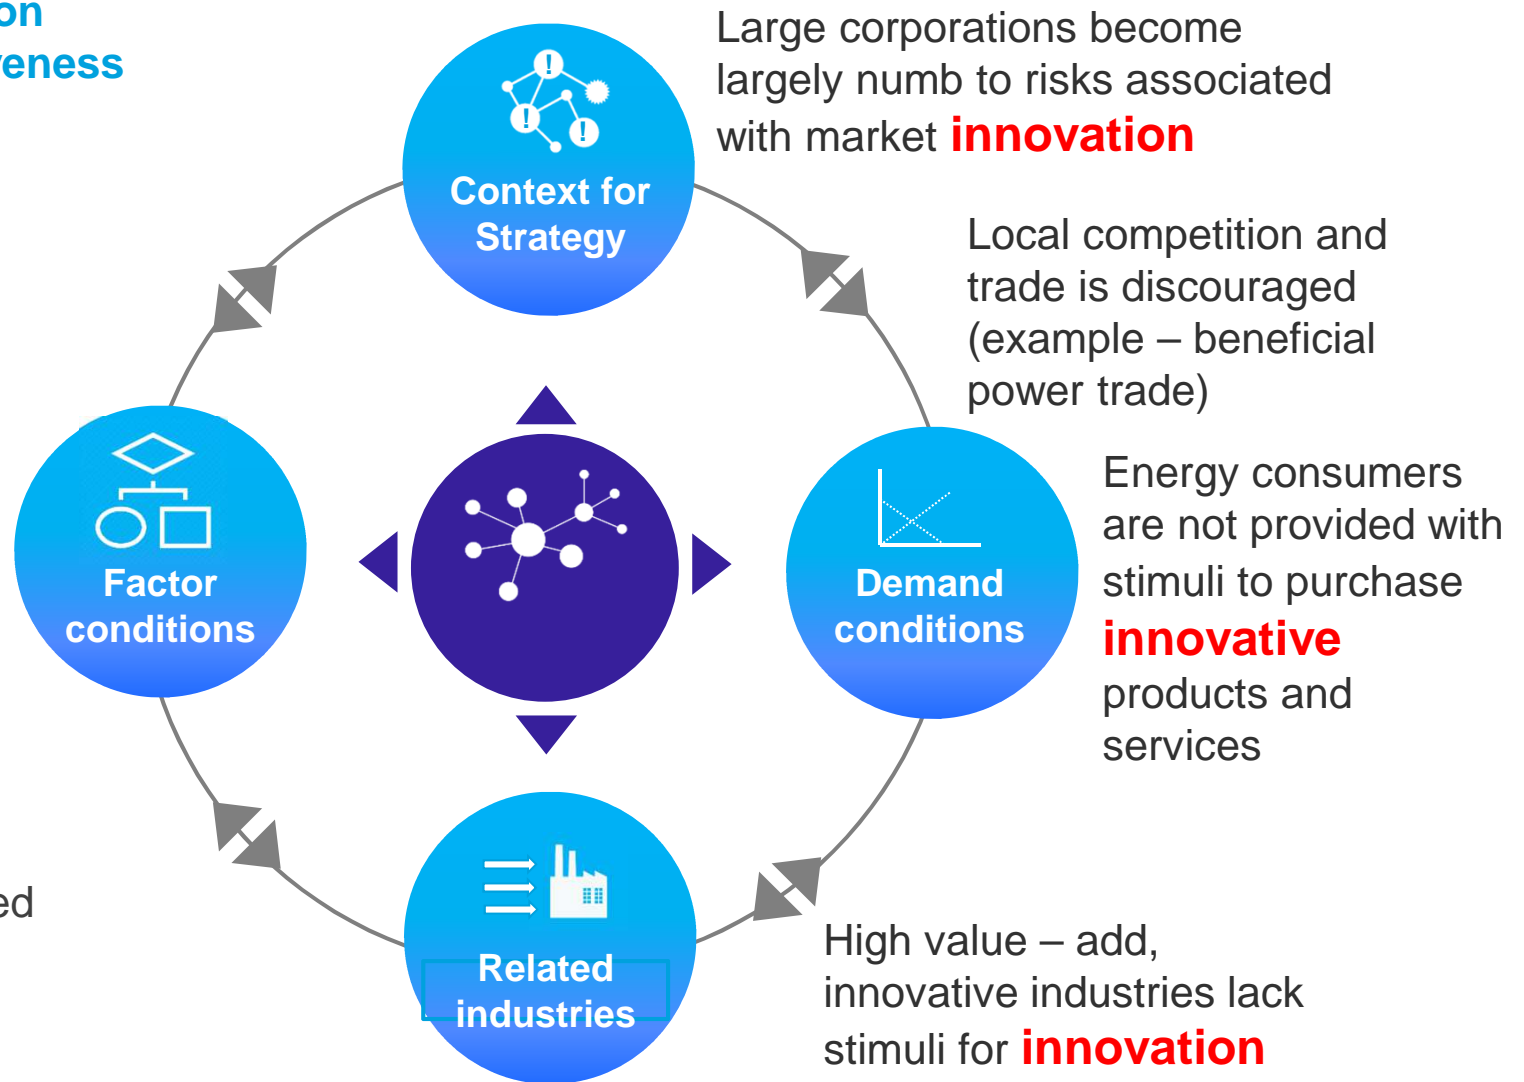 on
veness
Large corporations become
largely numb to risks associated
with market innovation
Context for
Strategy
Local competition and
trade is discouraged
(example – beneficial
power trade)
Factor
conditions
Demand
conditions
Energy consumers
are not provided with
stimuli to purchase
innovative
products and
services
ed
Related
industries
High value – add,
innovative industries lack
stimuli for innovation